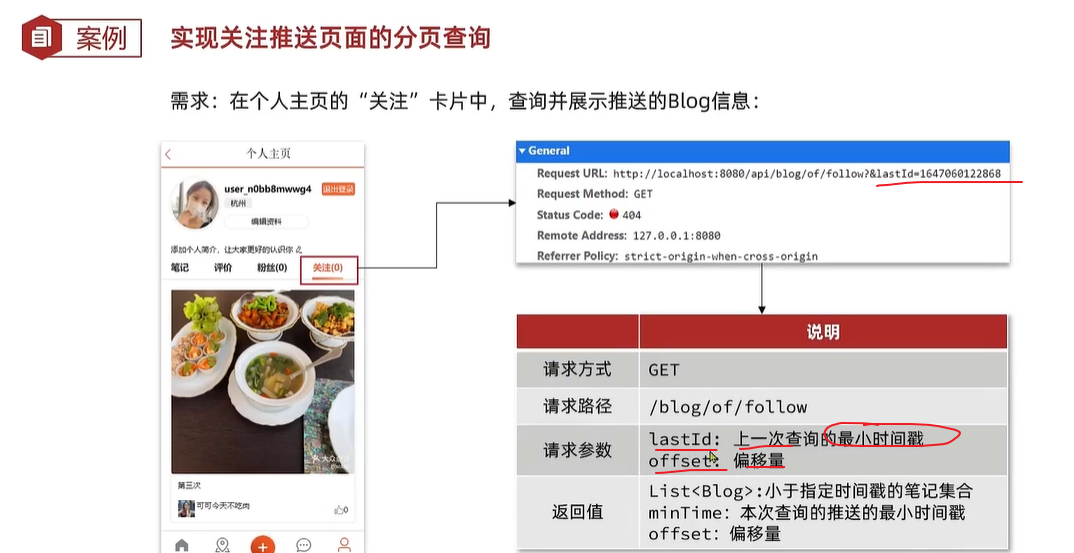 案例
实现关注推送页面的分页查询
需求：在个人主页的“关注”卡片中，查询并展示推送的Blog信息：
个人主页
user_n0bb8mwwg4
退出登录
杭州
编辑资料
添加个人简介，让大家更好的认识你
笔记 评价 粉丝(0) 关注(0)
第三次
可可今天不吃肉
0
General
Request URL: http://localhost:8080/api/blog/of/follow?&lastId=1647060122868
Request Method: GET
Status Code: 404
Remote Address: 127.0.0.1:8080
Referrer Policy: strict-origin-when-cross-origin
说明
请求方式 GET
请求路径 /blog/of/follow
请求参数
lastId: 上一次查询的最小时间戳
offset: 偏移量
返回值
List<Blog>:小于指定时间戳的笔记集合
minTime: 本次查询的推送的最小时间戳
offset: 偏移量